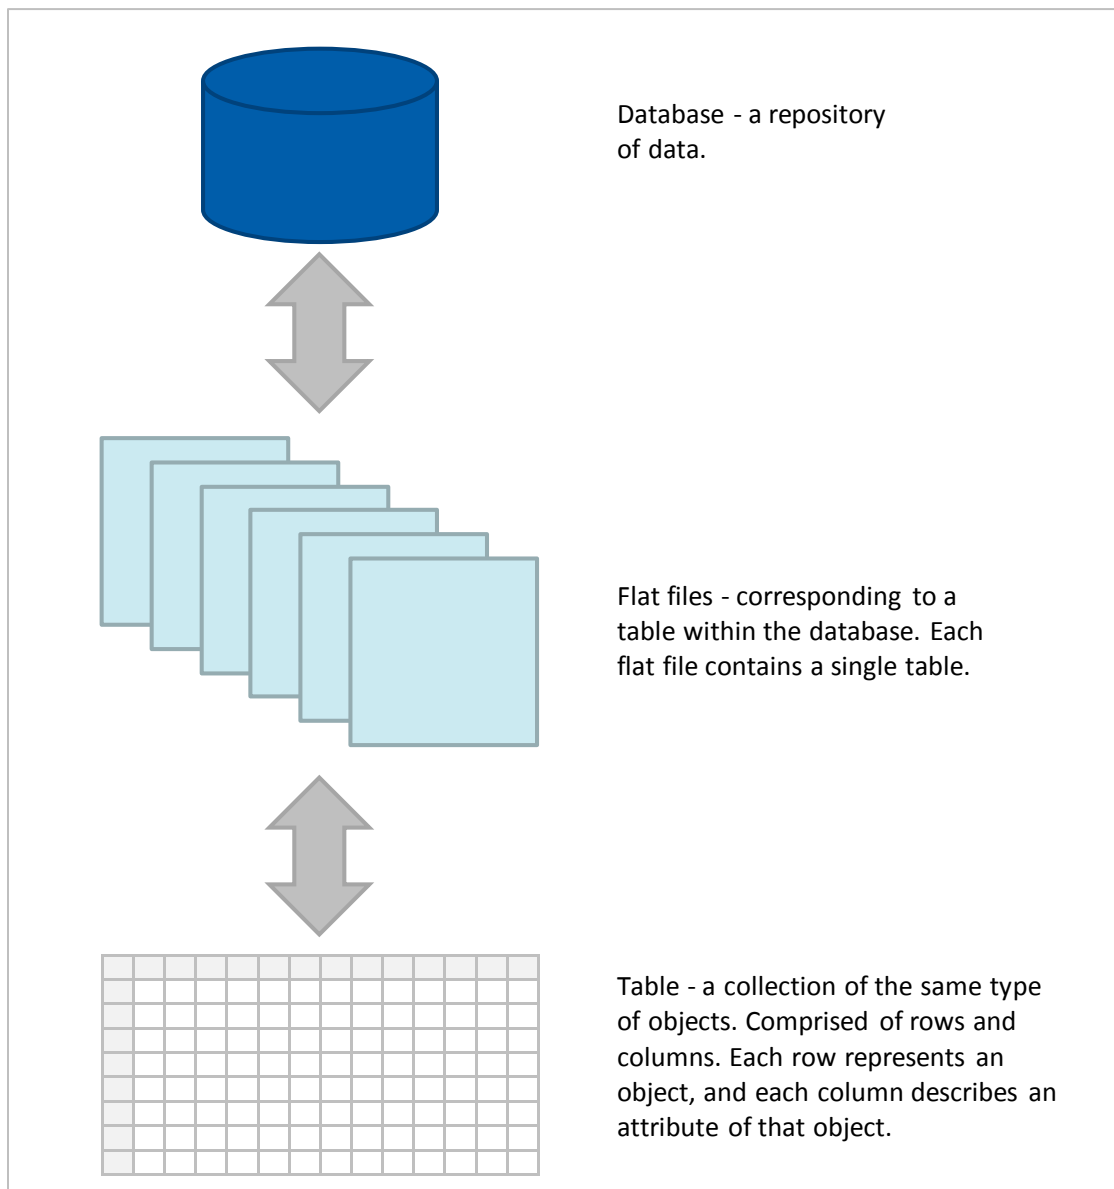 Database - a repository
of data.
Flat files - corresponding to a
table within the database. Each
flat file contains a single table.
Table - a collection of the same type
of objects. Comprised of rows and
columns. Each row represents an
object, and each column describes an
attribute of that object.